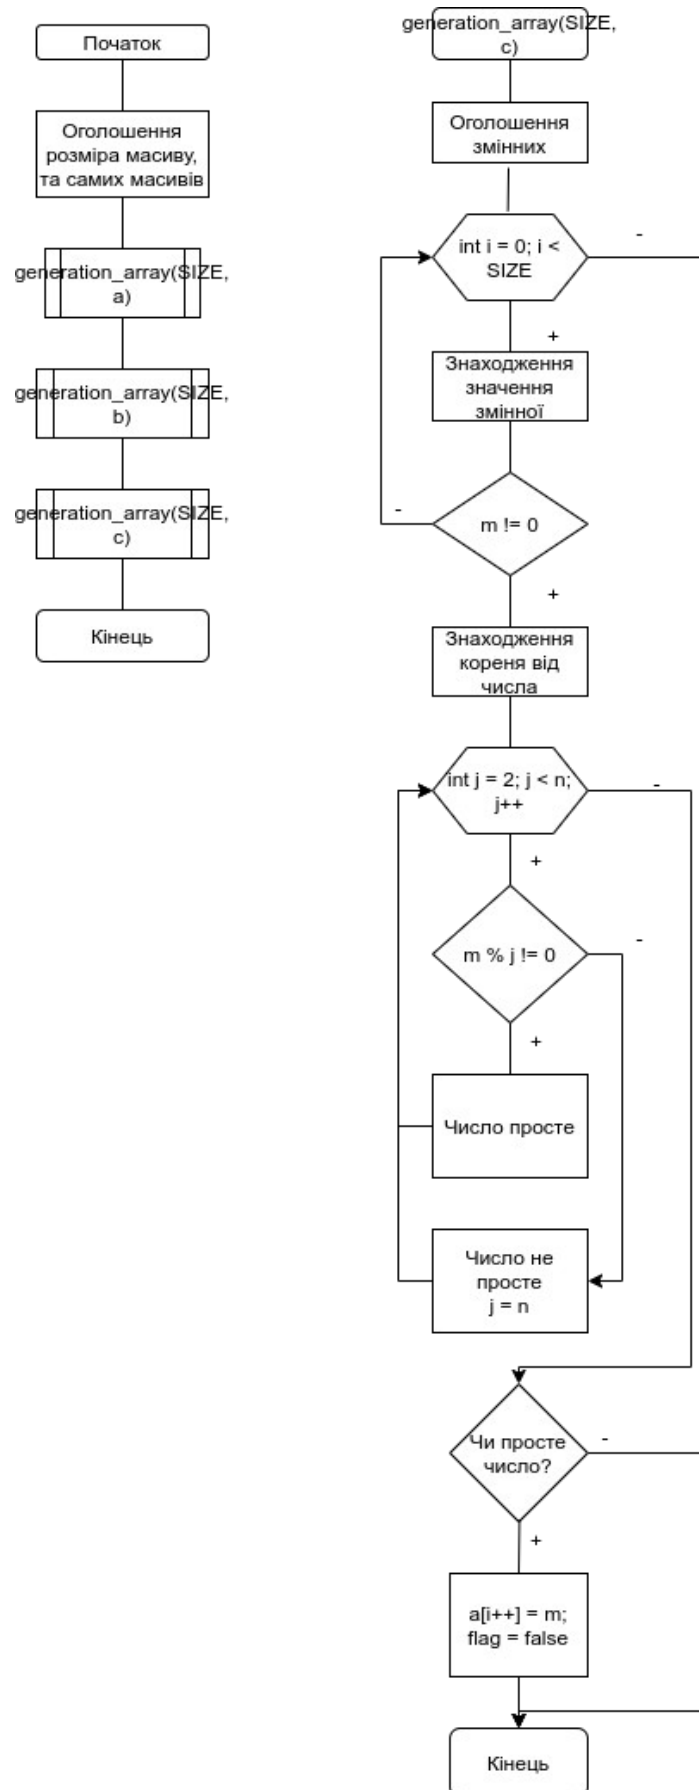 Початок
Оголошення
розміра масиву,
та самих масивів
generation_array(SIZE,
a)
generation_array(SIZE,
b)
generation_array(SIZE,
c)
Кінець
generation_array(SIZE,
c)
Оголошення
змінних
int i = 0; i <
SIZE
-
+
Знаходження
значення
змінної
m != 0
-
+
Знаходження
кореня від
числа
int j = 2; j < n;
j++
-
+
m % j != 0
-
+
Число просте
Число не
просте
j = n
Чи просте
число?
-
+
a[i++] = m;
flag = false
Кінець